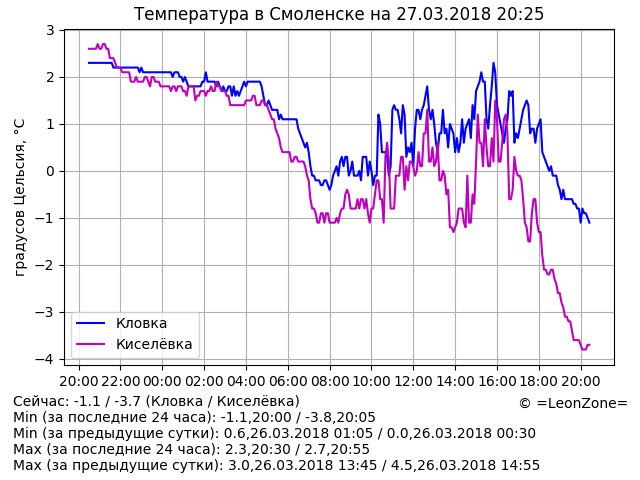 Температура в Смоленске на 27.03.2018 20:25
градусов Цельсия, °C
3
2
1
0
−1
−2
−3
−4
Кловка
Киселёвка
20:00 22:00 00:00 02:00 04:00 06:00 08:00 10:00 12:00 14:00 16:00 18:00 20:00
Сейчас: -1.1 / -3.7 (Кловка / Киселёвка)
© =LeonZone=
Min (за последние 24 часа): -1.1,20:00 / -3.8,20:05
Min (за предыдущие сутки): 0.6,26.03.2018 01:05 / 0.0,26.03.2018 00:30
Max (за последние 24 часа): 2.3,20:30 / 2.7,20:55
Max (за предыдущие сутки): 3.0,26.03.2018 13:45 / 4.5,26.03.2018 14:55